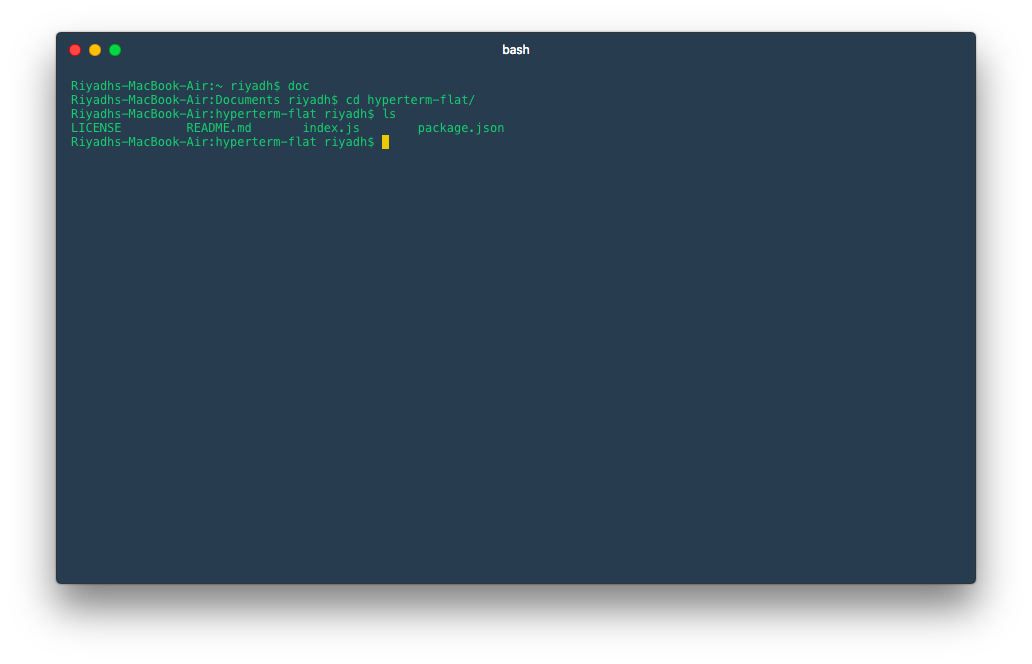 bash
Riyadhs-MacBook-Air:~ riyadh$ doc
Riyadhs-MacBook-Air:Documents riyadh$ cd hyperterm-flat/
Riyadhs-MacBook-Air:hyperterm-flat riyadh$ ls
LICENSE         README.md       index.js        package.json
Riyadhs-MacBook-Air:hyperterm-flat riyadh$